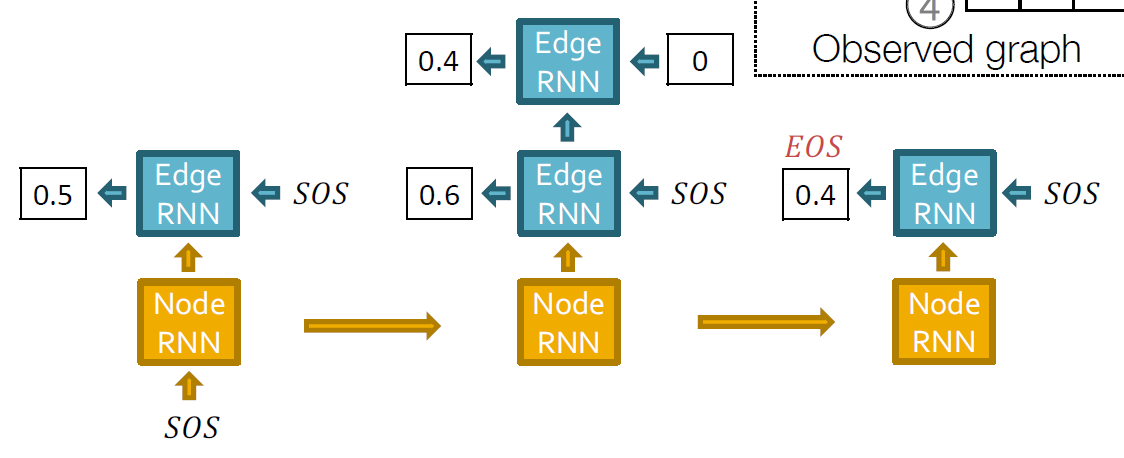 4
Observed graph
0.4
Edge
RNN
0
EOS
0.5
Edge
RNN
SOS
0.6
Edge
RNN
SOS
0.4
Edge
RNN
SOS
Node
RNN
Node
RNN
Node
RNN
SOS